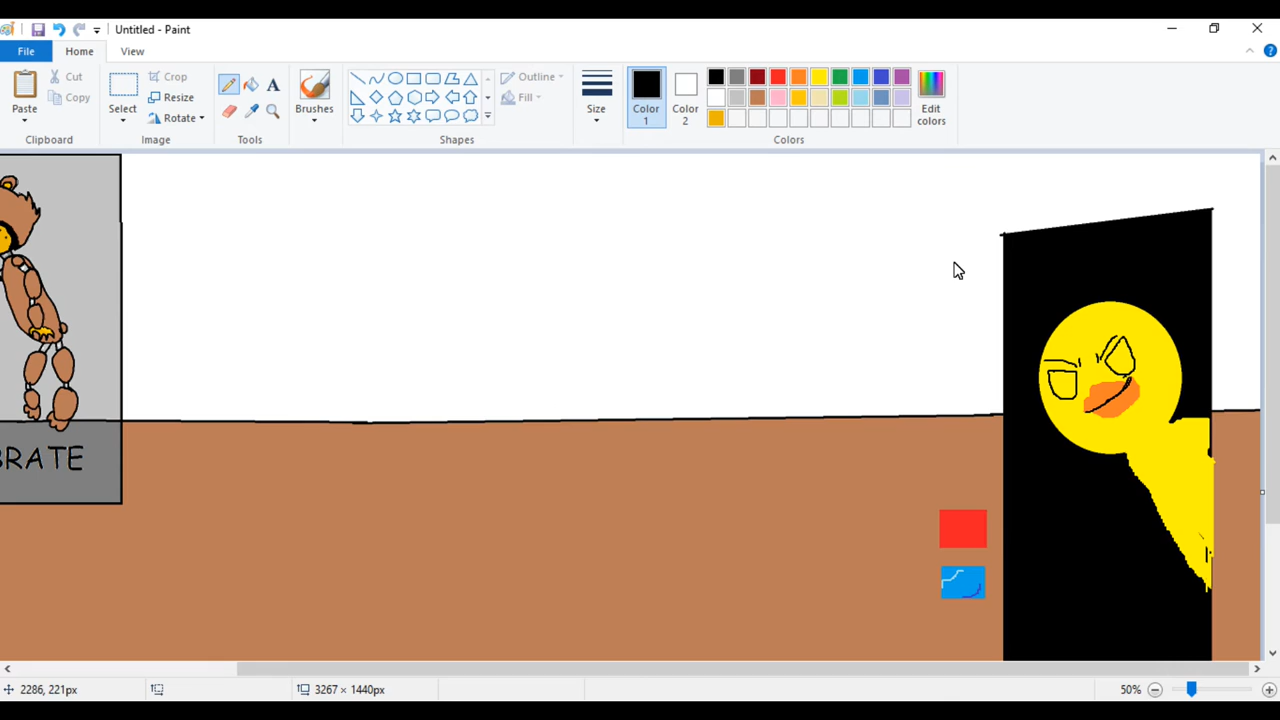 Untitled - Paint
File
Home
View
Paste
Cut
Copy
Clipboard
Select
Crop
Resize
Rotate
Image
A
Tools
Brushes
Outline
Fill
Shapes
Size
Color
1
Color
2
Edit
colors
Colors
BRATE
2286, 221px
3267 × 1440px
50%